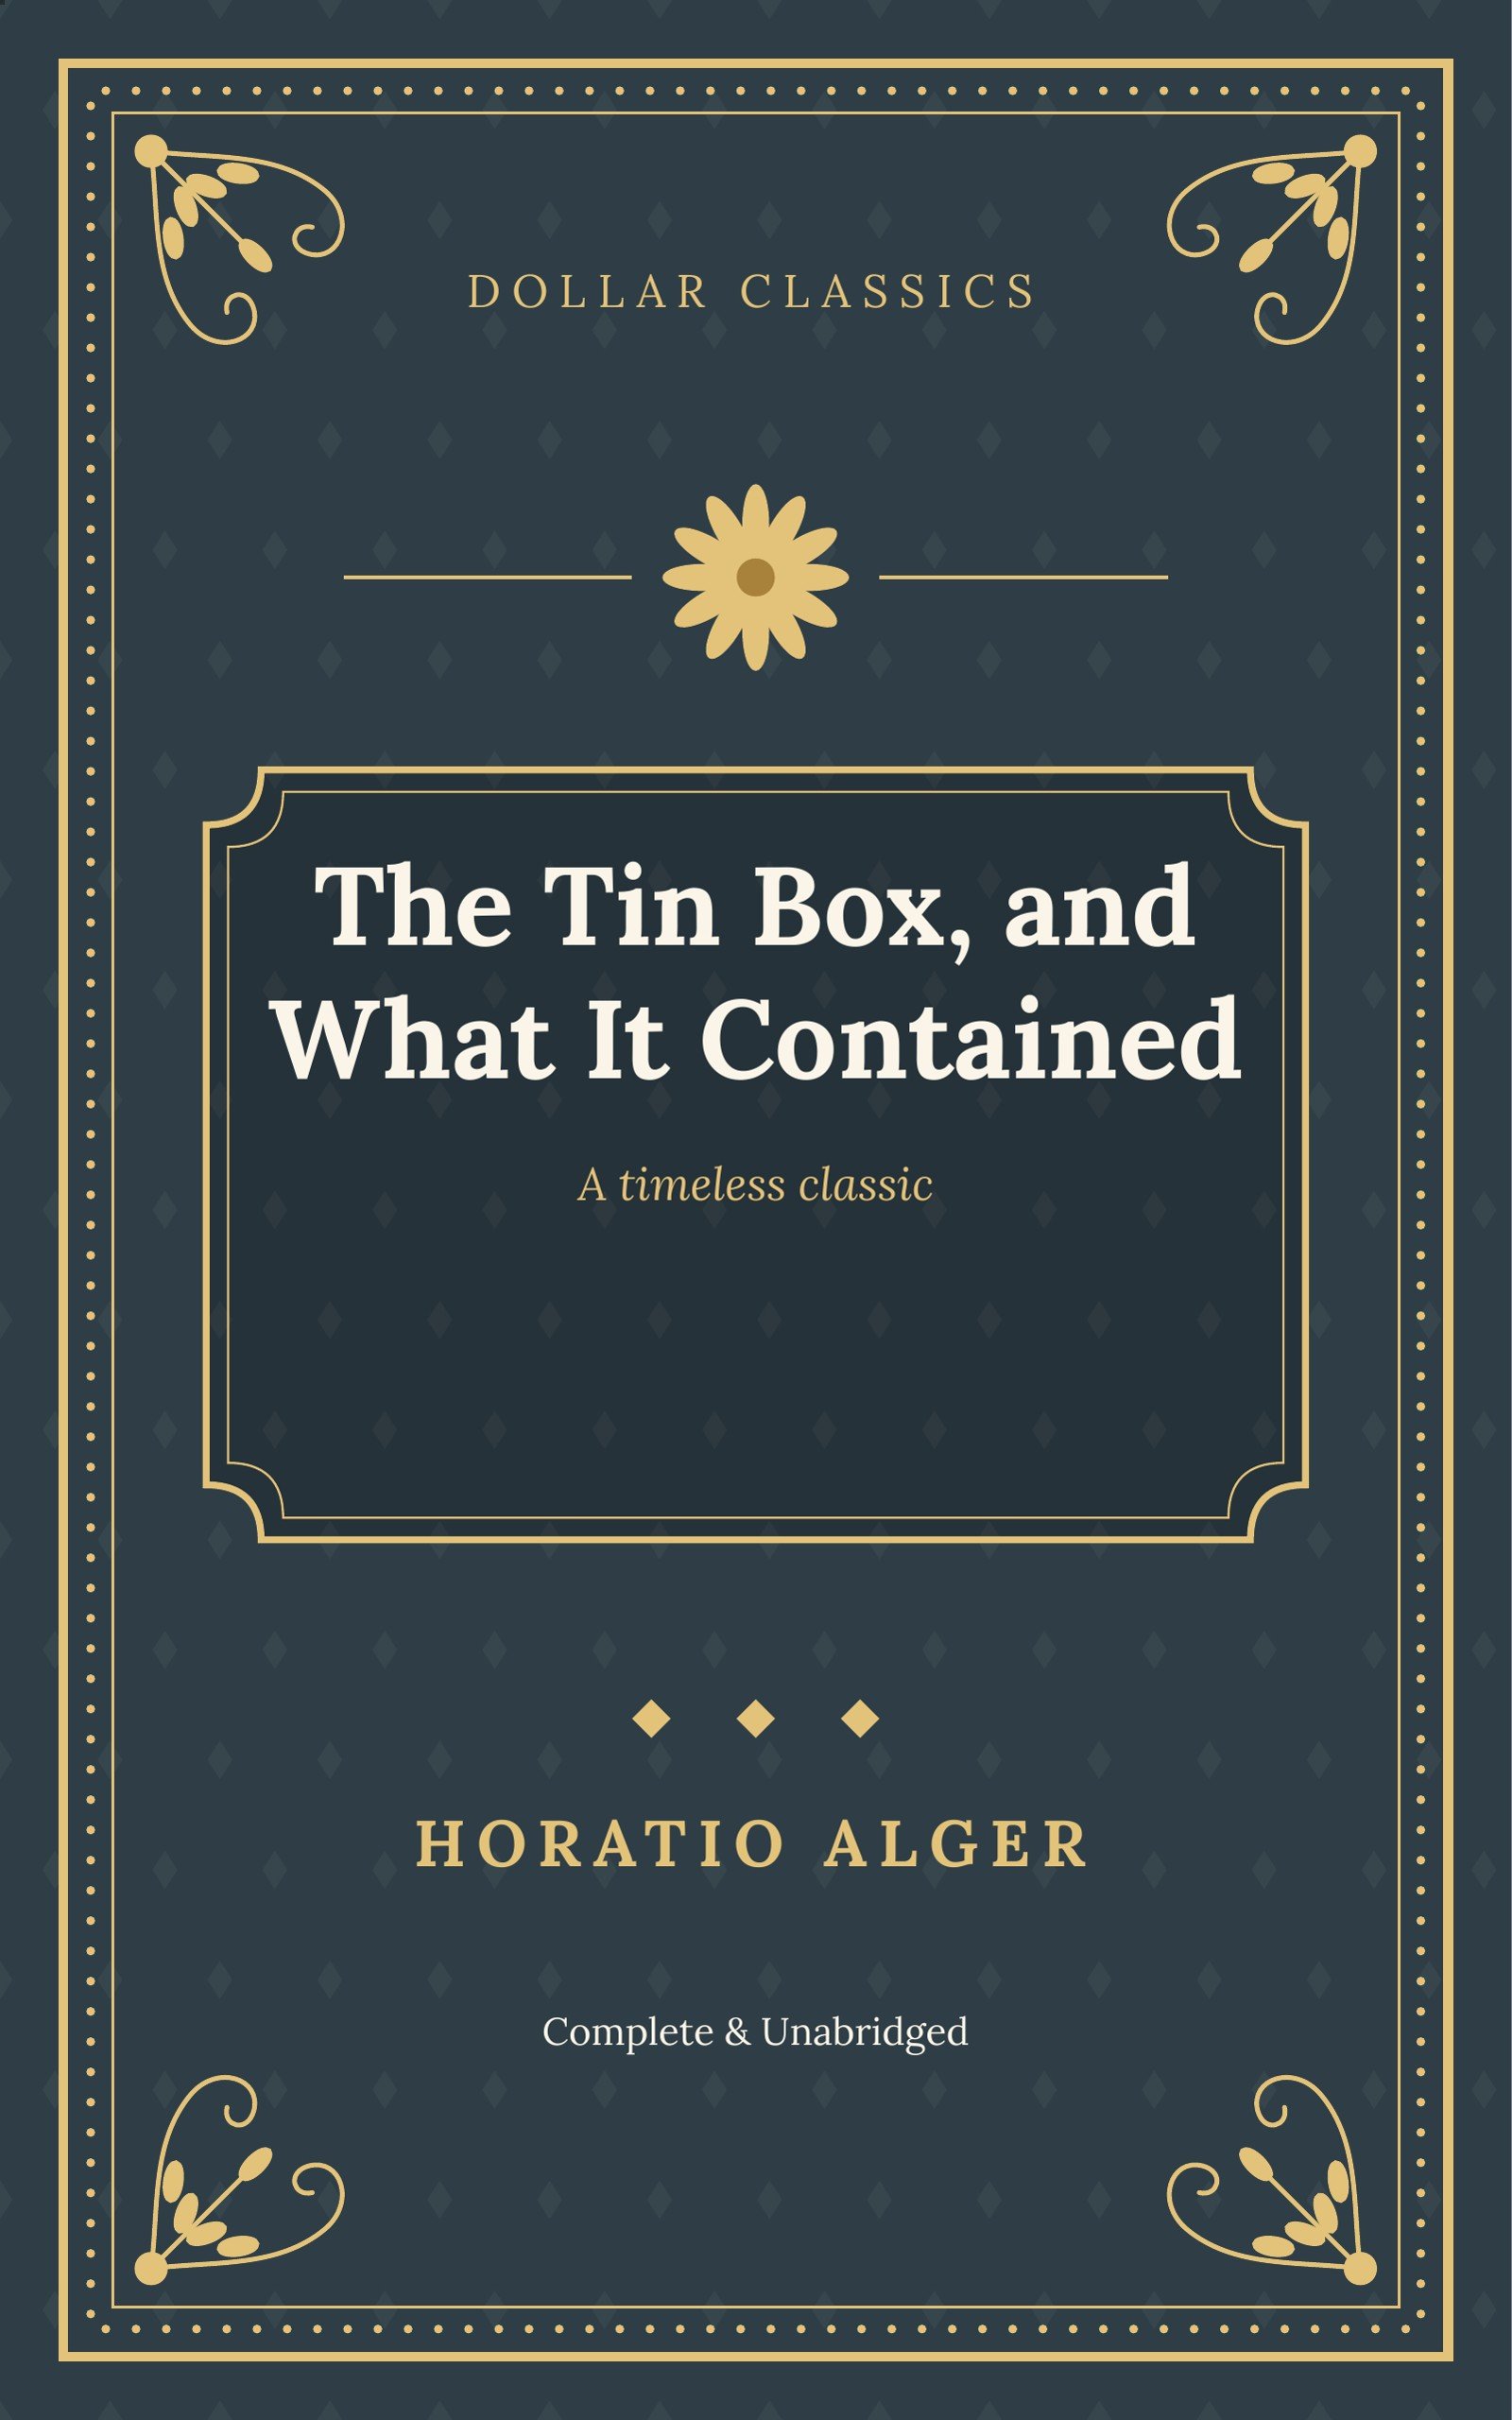 DOLLAR CLASSICS
The Tin Box, and
What It Contained
A timeless classic
HORATIO ALGER
Complete & Unabridged